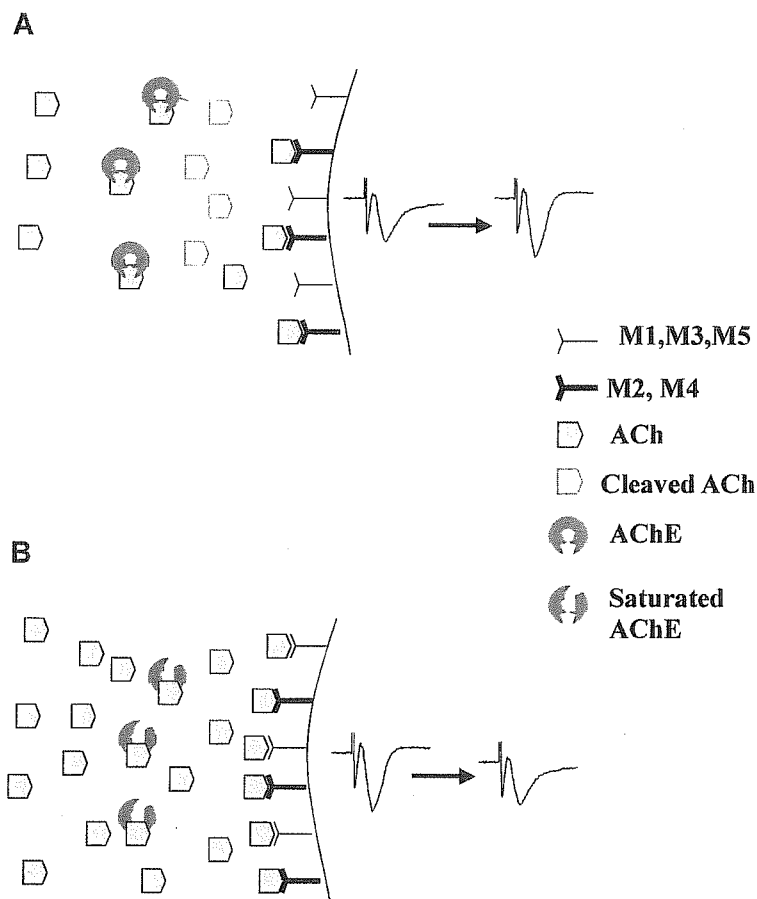 A
M1,M3,M5
M2, M4
ACh
Cleaved ACh
AChE
Saturated
AChE
B